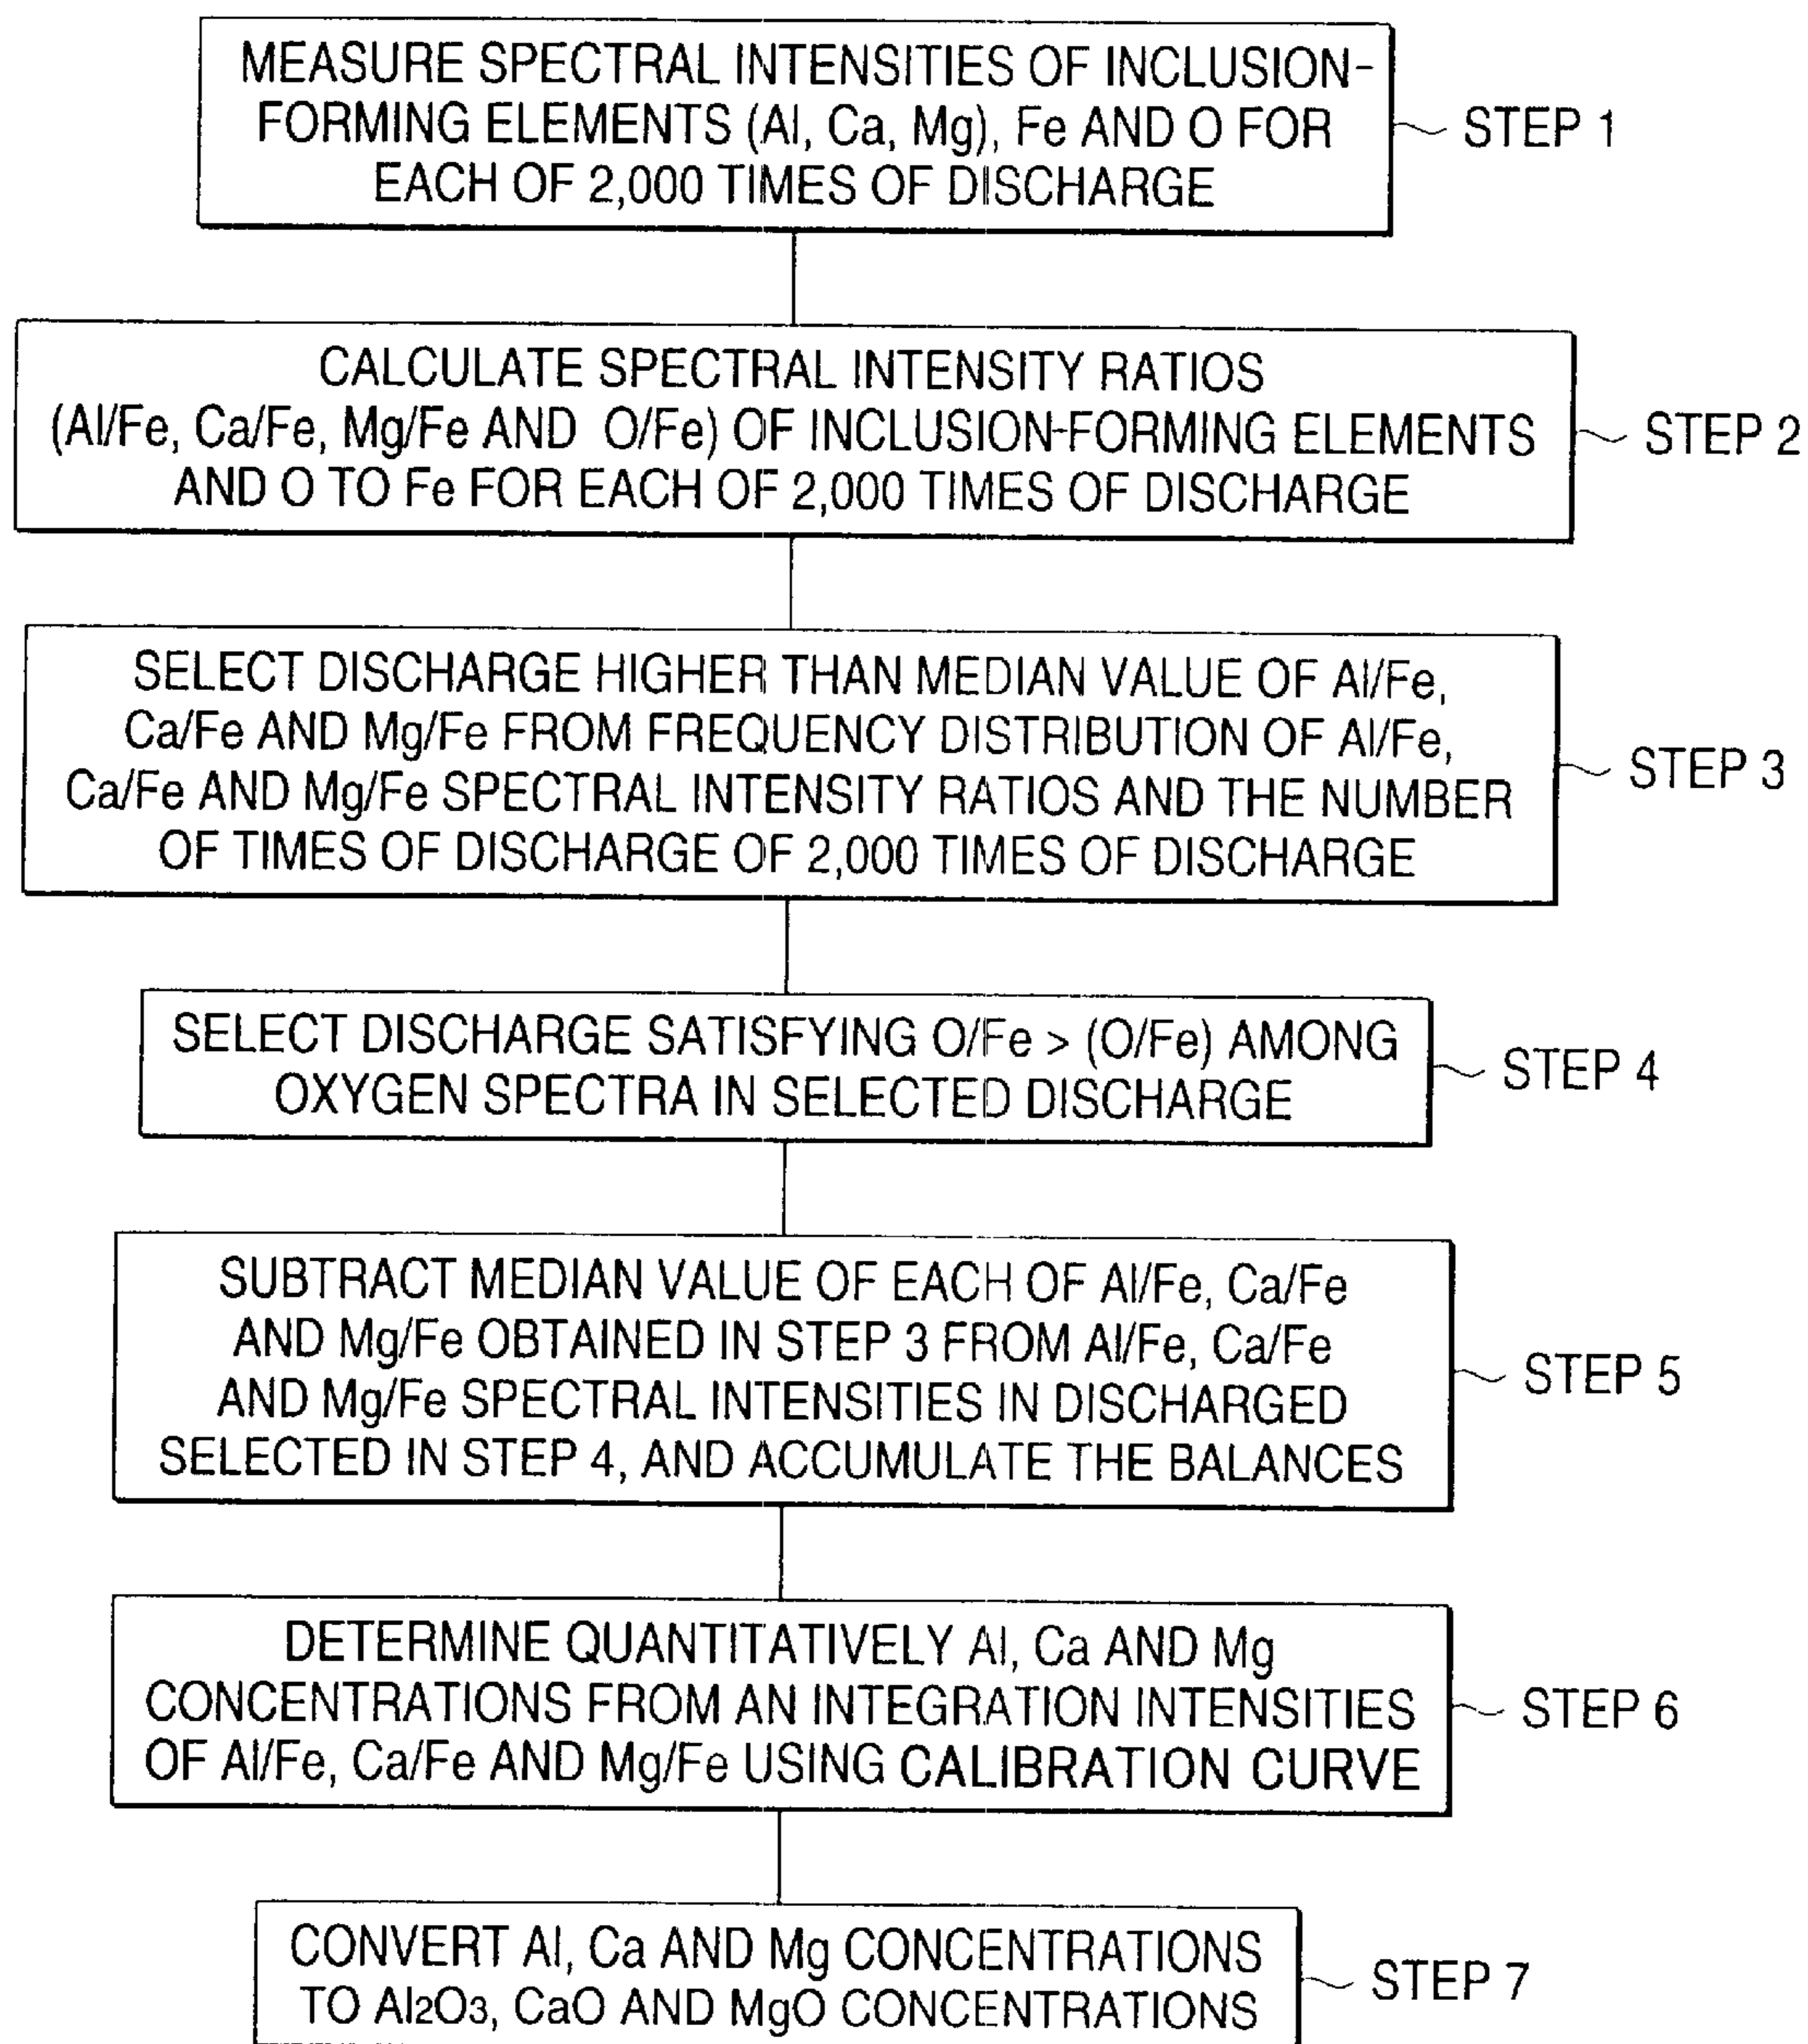 MEASURE SPECTRAL INTENSITIES OF INCLUSION-
FORMING ELEMENTS (Al, Ca, Mg), Fe AND O FOR
EACH OF 2,000 TIMES OF DISCHARGE
STEP 1
CALCULATE SPECTRAL INTENSITY RATIOS
(Al/Fe, Ca/Fe, Mg/Fe AND O/Fe) OF INCLUSION-FORMING ELEMENTS
AND O TO Fe FOR EACH OF 2,000 TIMES OF DISCHARGE
STEP 2
SELECT DISCHARGE HIGHER THAN MEDIAN VALUE OF Al/Fe,
Ca/Fe AND Mg/Fe FROM FREQUENCY DISTRIBUTION OF Al/Fe,
Ca/Fe AND Mg/Fe SPECTRAL INTENSITY RATIOS AND THE NUMBER
OF TIMES OF DISCHARGE OF 2,000 TIMES OF DISCHARGE
STEP 3
SELECT DISCHARGE SATISFYING O/Fe > (O/Fe) AMONG
OXYGEN SPECTRA IN SELECTED DISCHARGE
STEP 4
SUBTRACT MEDIAN VALUE OF EACH OF Al/Fe, Ca/Fe
AND Mg/Fe OBTAINED IN STEP 3 FROM Al/Fe, Ca/Fe
AND Mg/Fe SPECTRAL INTENSITIES IN DISCHARGED
SELECTED IN STEP 4, AND ACCUMULATE THE BALANCES
STEP 5
DETERMINE QUANTITATIVELY Al, Ca AND Mg
CONCENTRATIONS FROM AN INTEGRATION INTENSITIES
OF Al/Fe, Ca/Fe AND Mg/Fe USING CALIBRATION CURVE
STEP 6
CONVERT Al, Ca AND Mg CONCENTRATIONS
TO Al2O3, CaO AND MgO CONCENTRATIONS
STEP 7